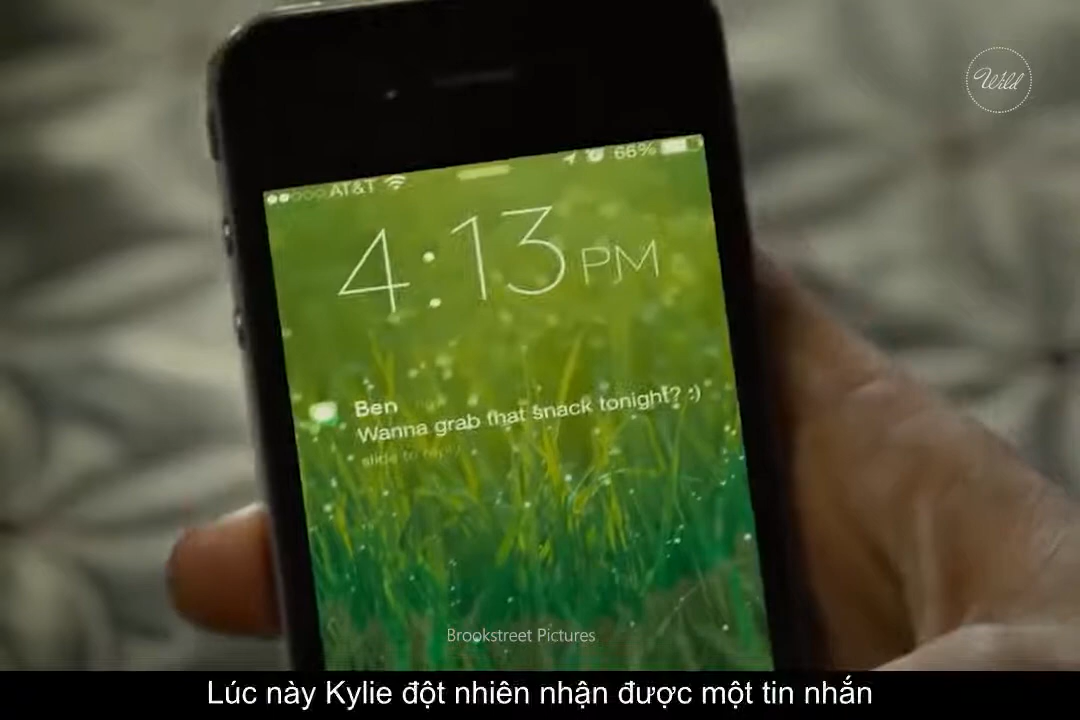 Wild
AT&T
66%
4:13 PM
Ben
Wanna grab that snack tonight? :)
slide to reply
Brookstreet Pictures
Lúc này Kylie đột nhiên nhận được một tin nhắn